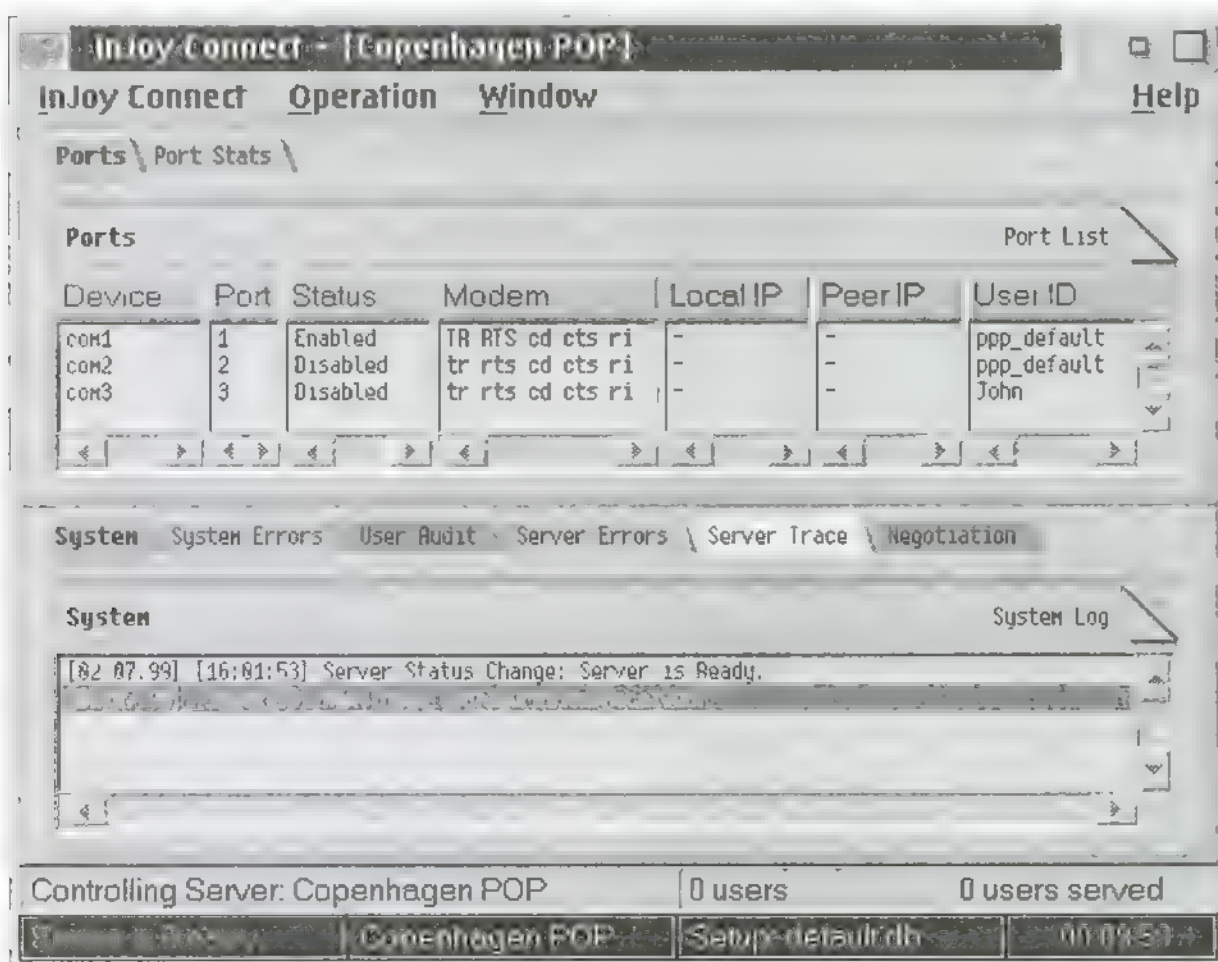 InJoy Connect - [Copenhagen POP]
InJoy Connect Operation Window Help
Ports Port Stats
Ports Port List
Device Port Status Modem Local IP Peer IP User ID
com1 1 Enabled TR RTS cd cts ri - - ppp_default
com2 2 Disabled tr rts cd cts ri - - ppp_default
com3 3 Disabled tr rts cd cts ri - - John
System System Errors User Audit Server Errors Server Trace Negotiation
System System Log
[02.07.99] [16:01:53] Server Status Change: Server is Ready.
Controlling Server: Copenhagen POP 0 users 0 users served
Copenhagen POP Setup: default.db